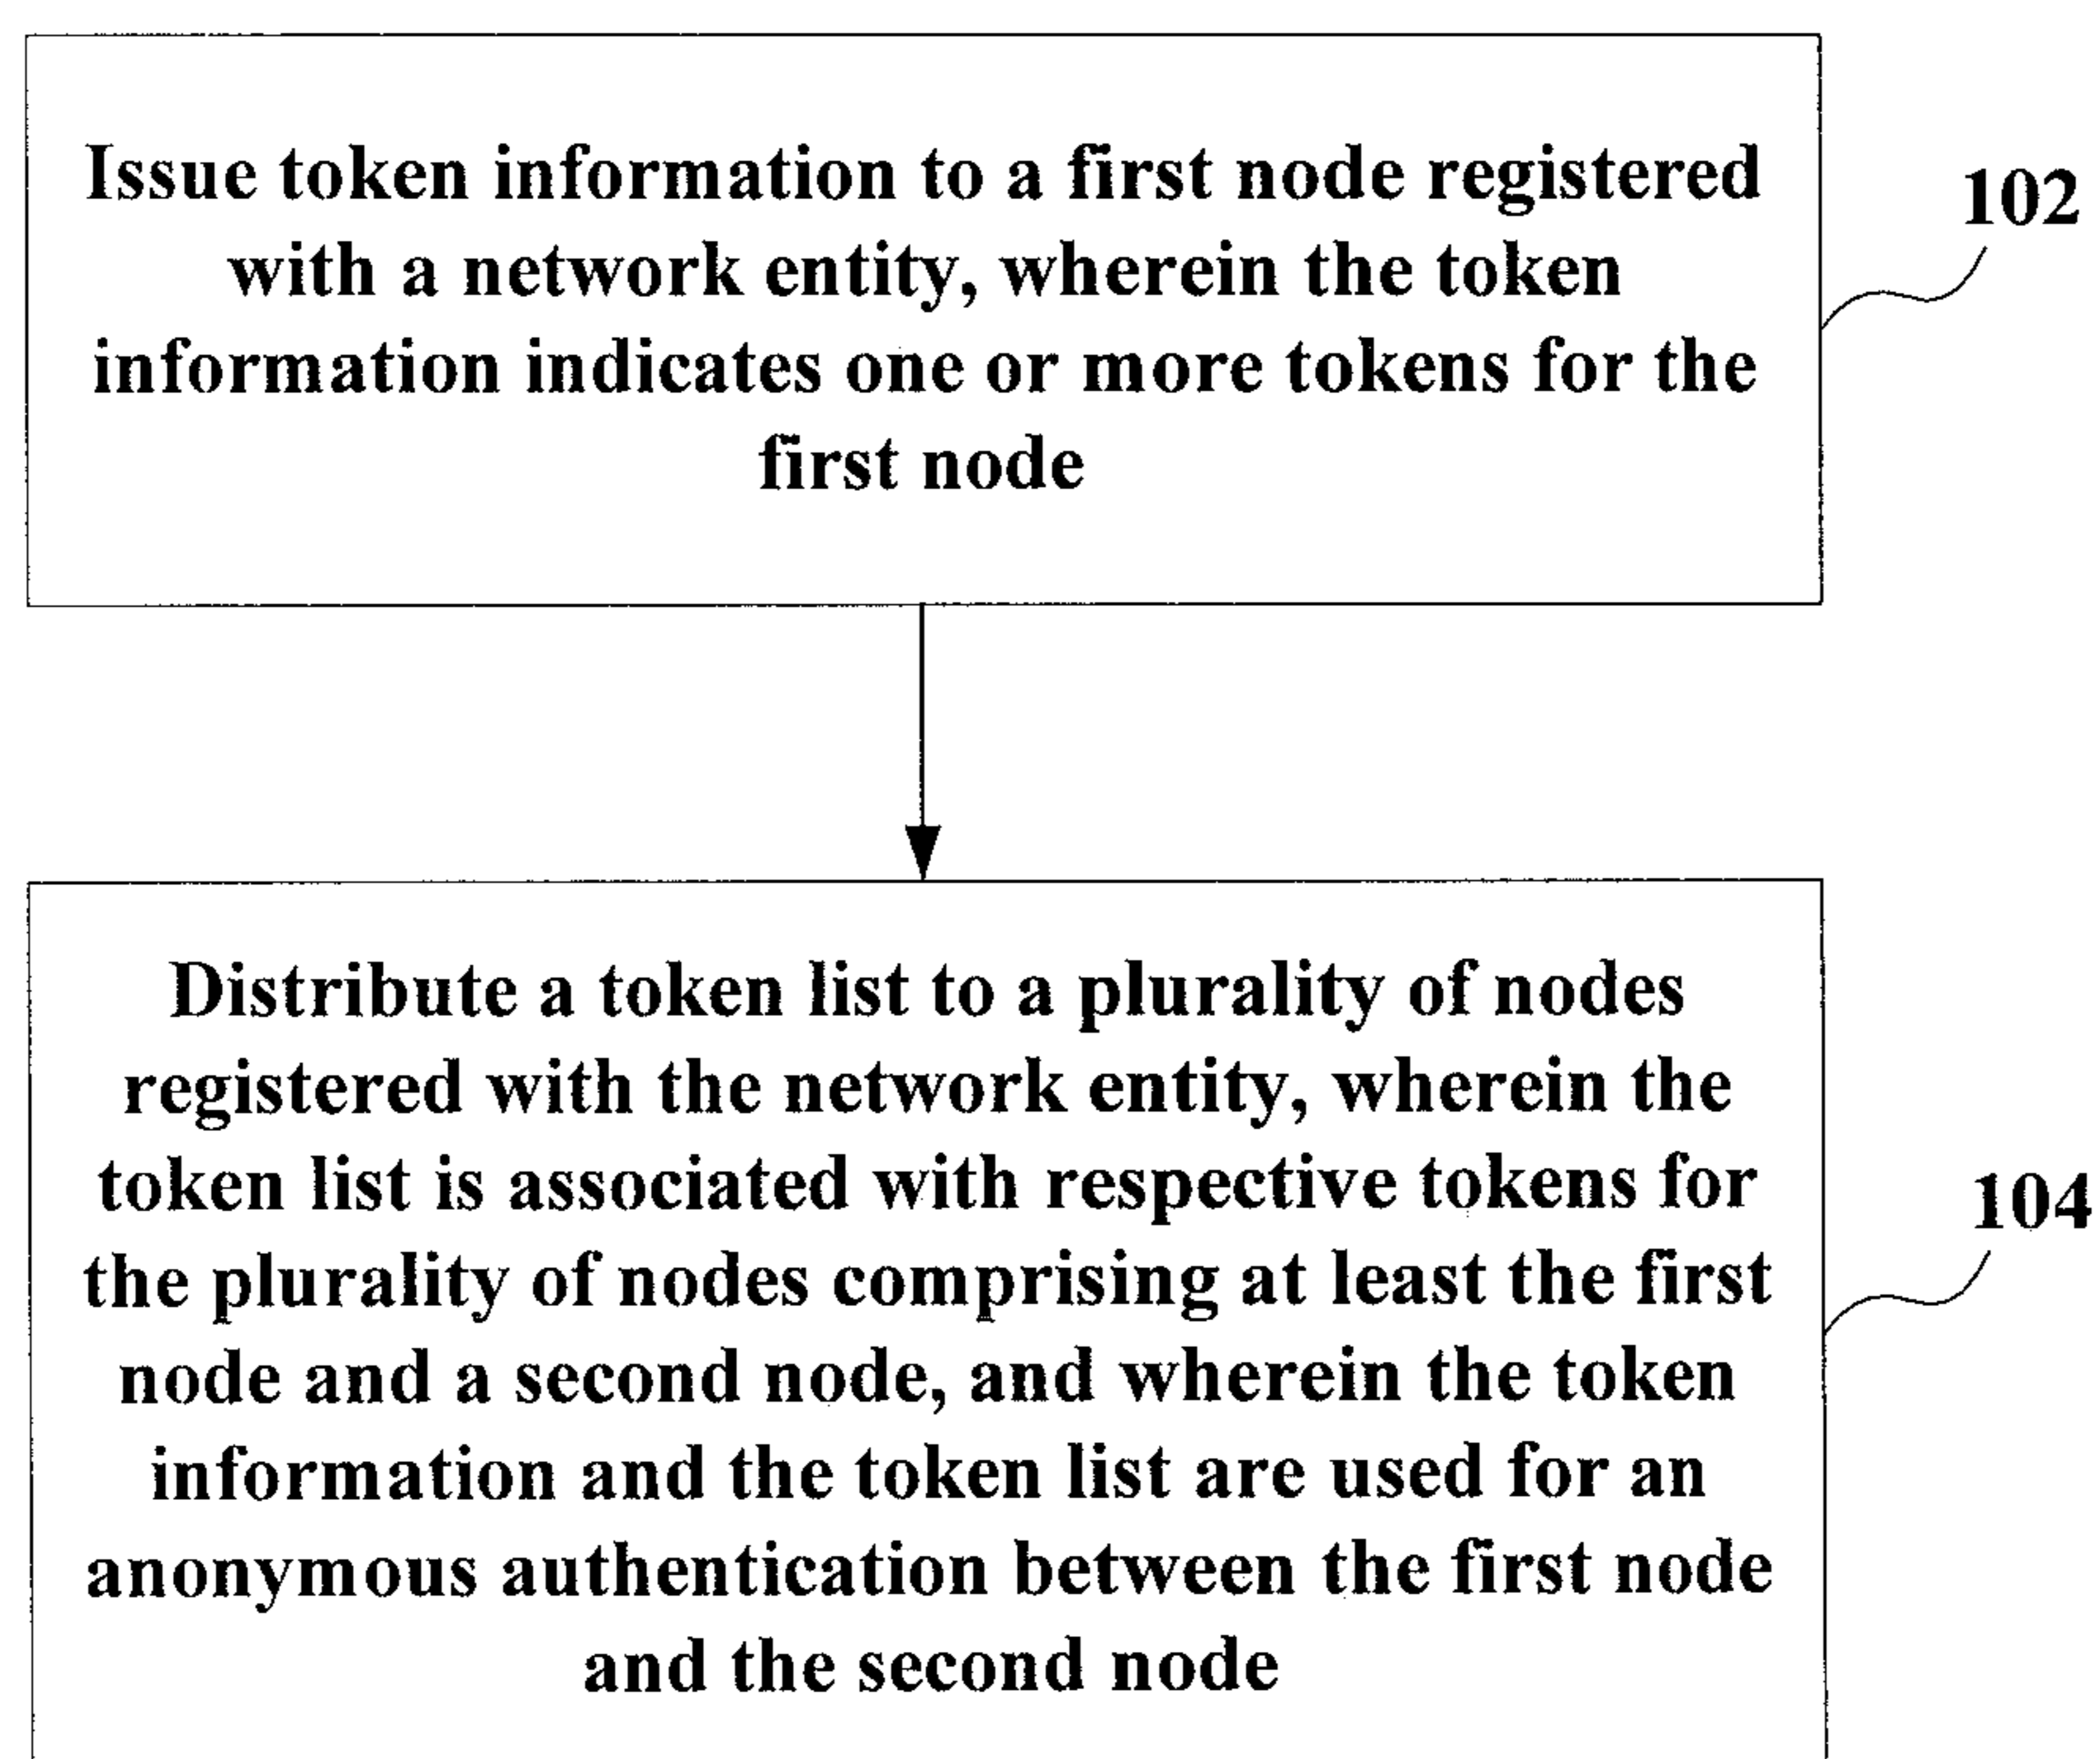 Issue token information to a first node registered
with a network entity, wherein the token
information indicates one or more tokens for the
first node
102
Distribute a token list to a plurality of nodes
registered with the network entity, wherein the
token list is associated with respective tokens for
the plurality of nodes comprising at least the first
node and a second node, and wherein the token
information and the token list are used for an
anonymous authentication between the first node
and the second node
104